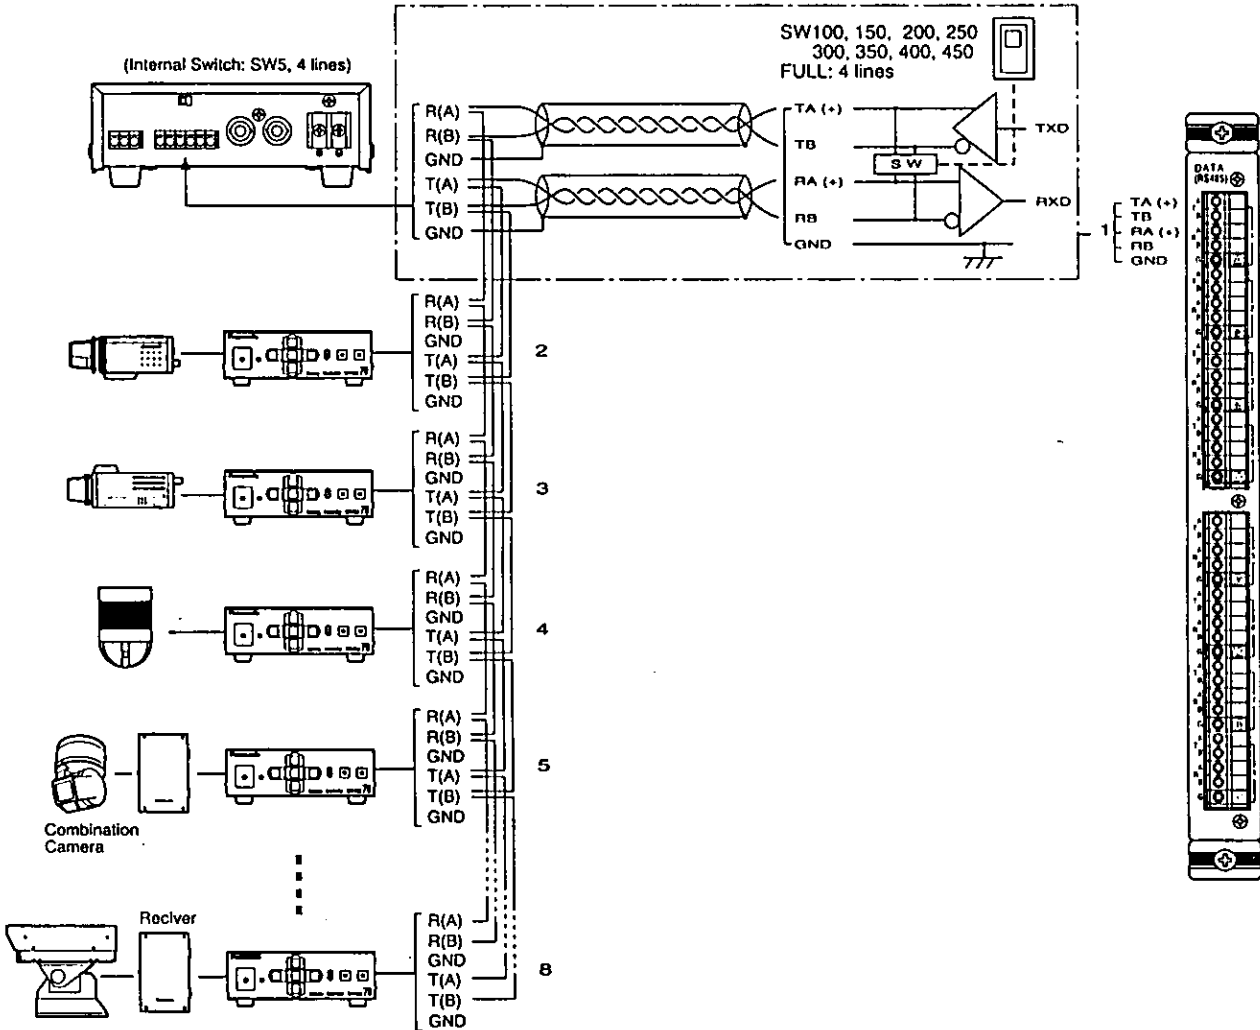 (Internal Switch: SW5, 4 lines)
SW100, 150, 200, 250
300, 350, 400, 450
FULL: 4 lines
R(A)
R(B)
GND
T(A)
T(B)
GND
TA (+)
TB
RA (+)
RB
GND
SW
TXD
RXD
1
TA (+)
TB
RA (+)
RB
GND
DATA
(RS485)
R(A)
R(B)
GND
T(A)
T(B)
GND
2
R(A)
R(B)
GND
T(A)
T(B)
GND
3
R(A)
R(B)
GND
T(A)
T(B)
GND
4
R(A)
R(B)
GND
T(A)
T(B)
GND
5
Combination
Camera
Reciver
R(A)
R(B)
GND
T(A)
T(B)
GND
8